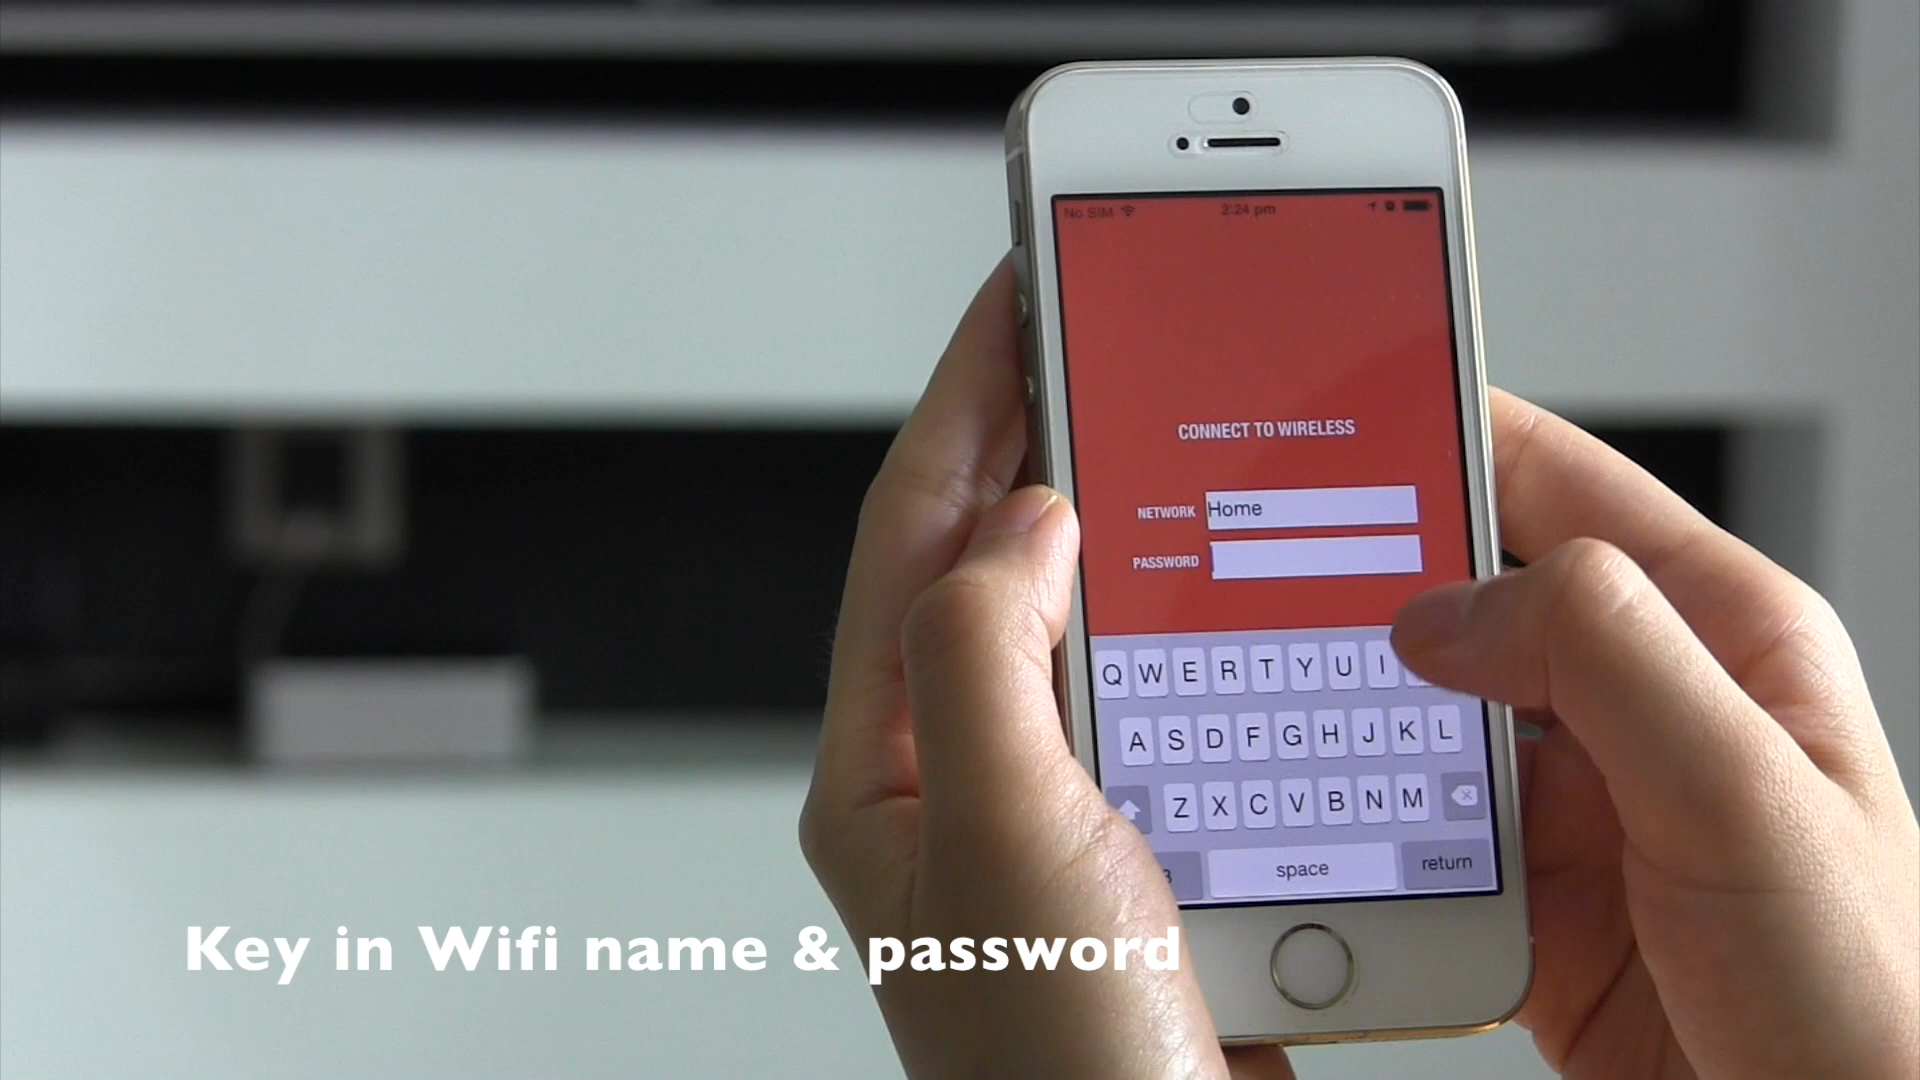 No SIM 2:24 pm
CONNECT TO WIRELESS
NETWORK Home
PASSWORD
Q W E R T Y U I
A S D F G H J K L
Z X C V B N M
space return
Key in Wifi name & password